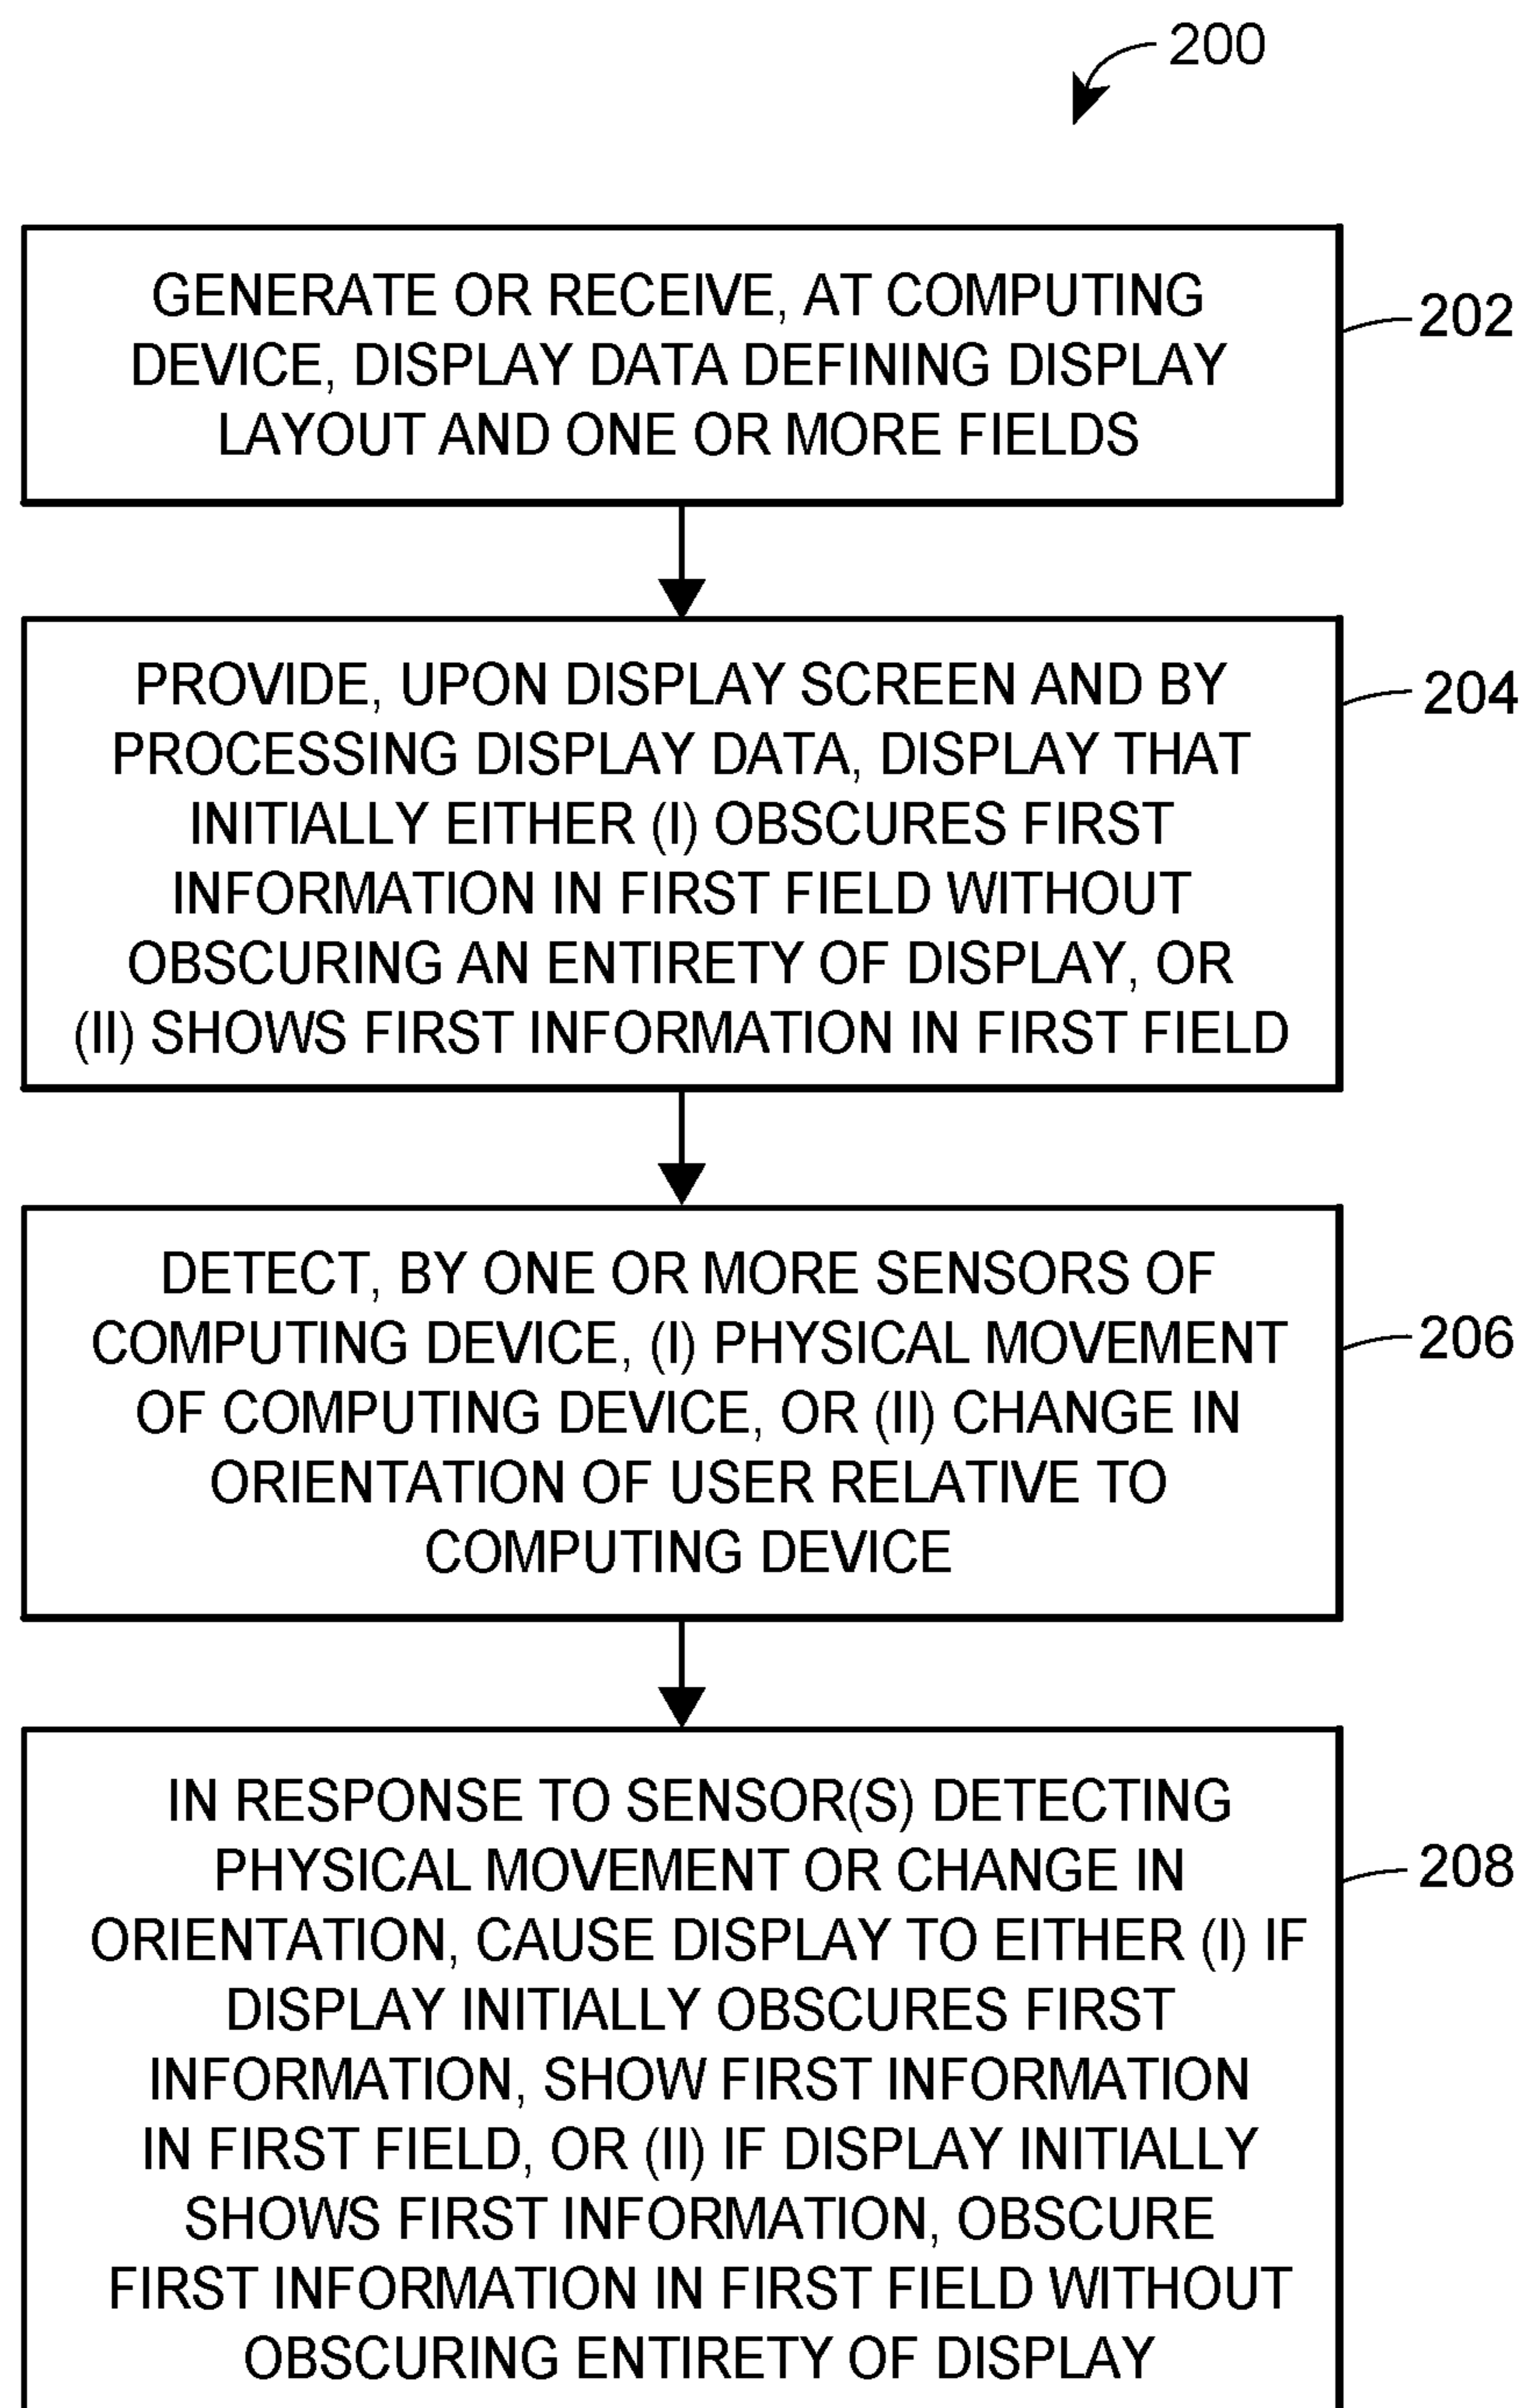 200
GENERATE OR RECEIVE, AT COMPUTING
DEVICE, DISPLAY DATA DEFINING DISPLAY
LAYOUT AND ONE OR MORE FIELDS
202
PROVIDE, UPON DISPLAY SCREEN AND BY
PROCESSING DISPLAY DATA, DISPLAY THAT
INITIALLY EITHER (I) OBSCURES FIRST
INFORMATION IN FIRST FIELD WITHOUT
OBSCURING AN ENTIRETY OF DISPLAY, OR
(II) SHOWS FIRST INFORMATION IN FIRST FIELD
204
DETECT, BY ONE OR MORE SENSORS OF
COMPUTING DEVICE, (I) PHYSICAL MOVEMENT
OF COMPUTING DEVICE, OR (II) CHANGE IN
ORIENTATION OF USER RELATIVE TO
COMPUTING DEVICE
206
IN RESPONSE TO SENSOR(S) DETECTING
PHYSICAL MOVEMENT OR CHANGE IN
ORIENTATION, CAUSE DISPLAY TO EITHER (I) IF
DISPLAY INITIALLY OBSCURES FIRST
INFORMATION, SHOW FIRST INFORMATION
IN FIRST FIELD, OR (II) IF DISPLAY INITIALLY
SHOWS FIRST INFORMATION, OBSCURE
FIRST INFORMATION IN FIRST FIELD WITHOUT
OBSCURING ENTIRETY OF DISPLAY
208